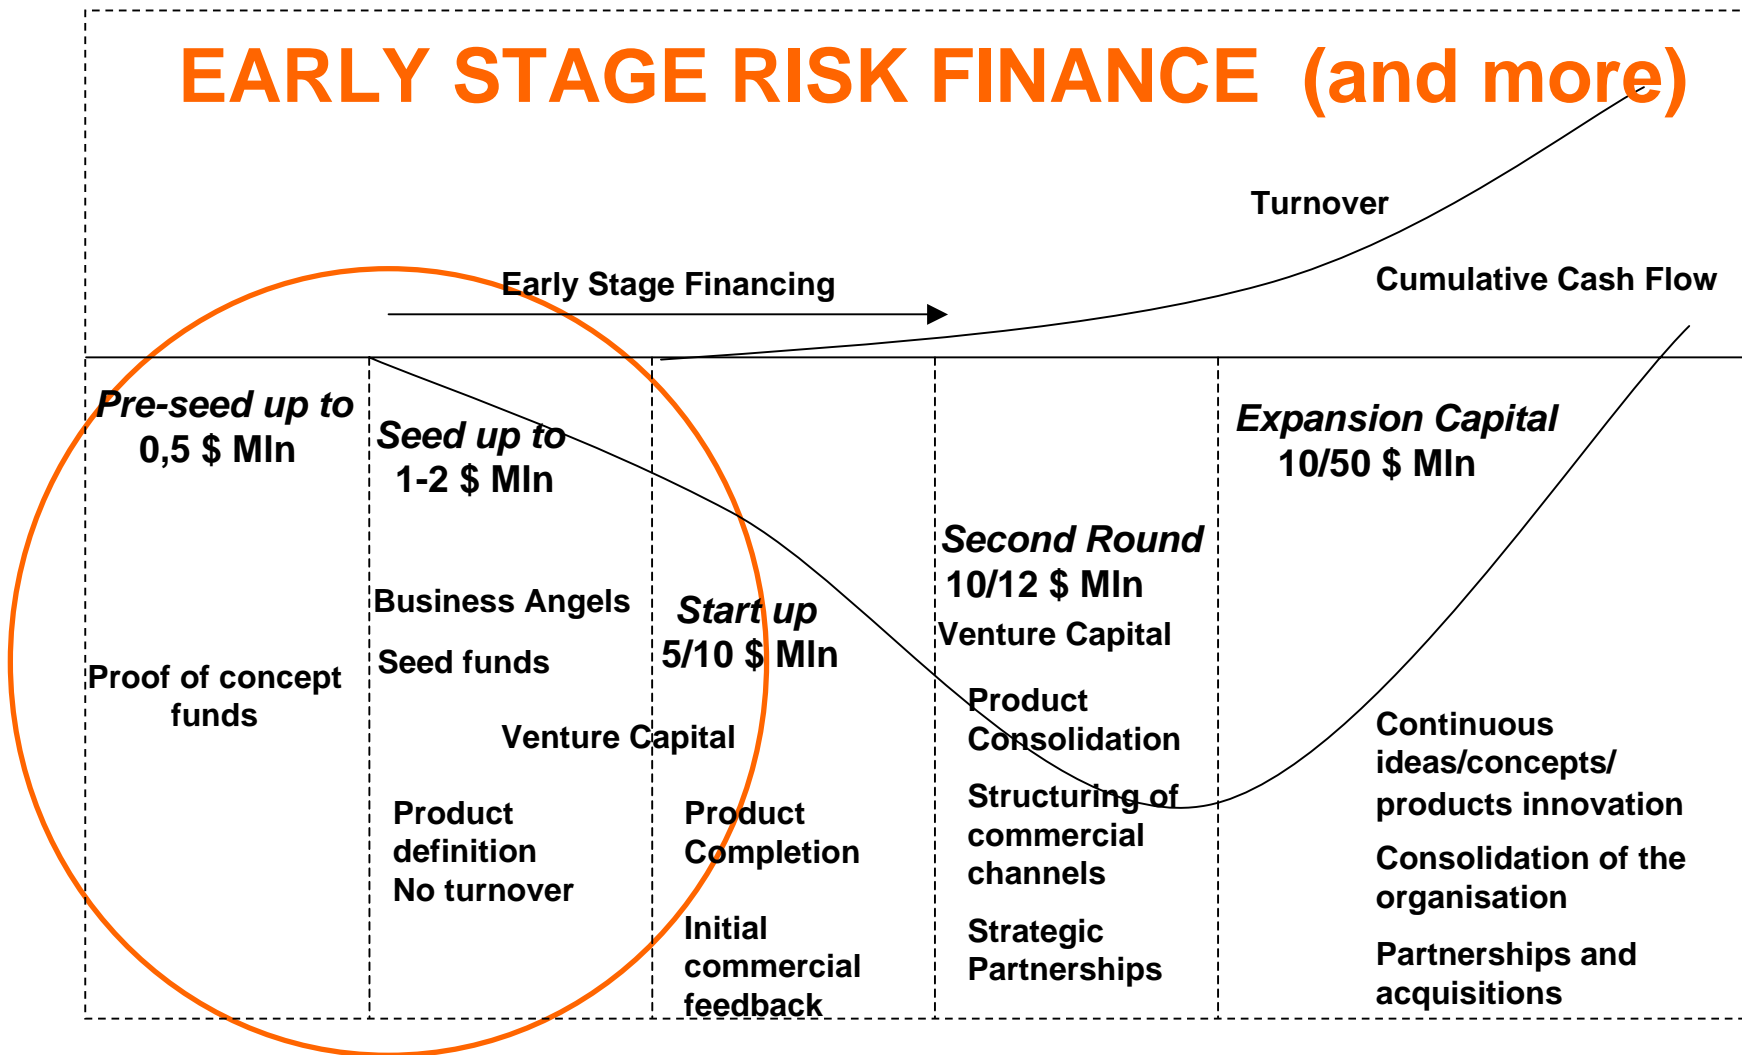 EARLY STAGE RISK FINANCE (and more)
Turnover
Early Stage Financing
Cumulative Cash Flow
Pre-seed up to
0,5 $ Mln
Proof of concept
funds
Seed up to
1-2 $ Mln
Business Angels
Seed funds
Venture Capital
Product
definition
No turnover
Start up
5/10 $ Mln
Product
Completion
Initial
commercial
feedback
Second Round
10/12 $ Mln
Venture Capital
Product
Consolidation
Structuring of
commercial
channels
Strategic
Partnerships
Expansion Capital
10/50 $ Mln
Continuous
ideas/concepts/
products innovation
Consolidation of the
organisation
Partnerships and
acquisitions